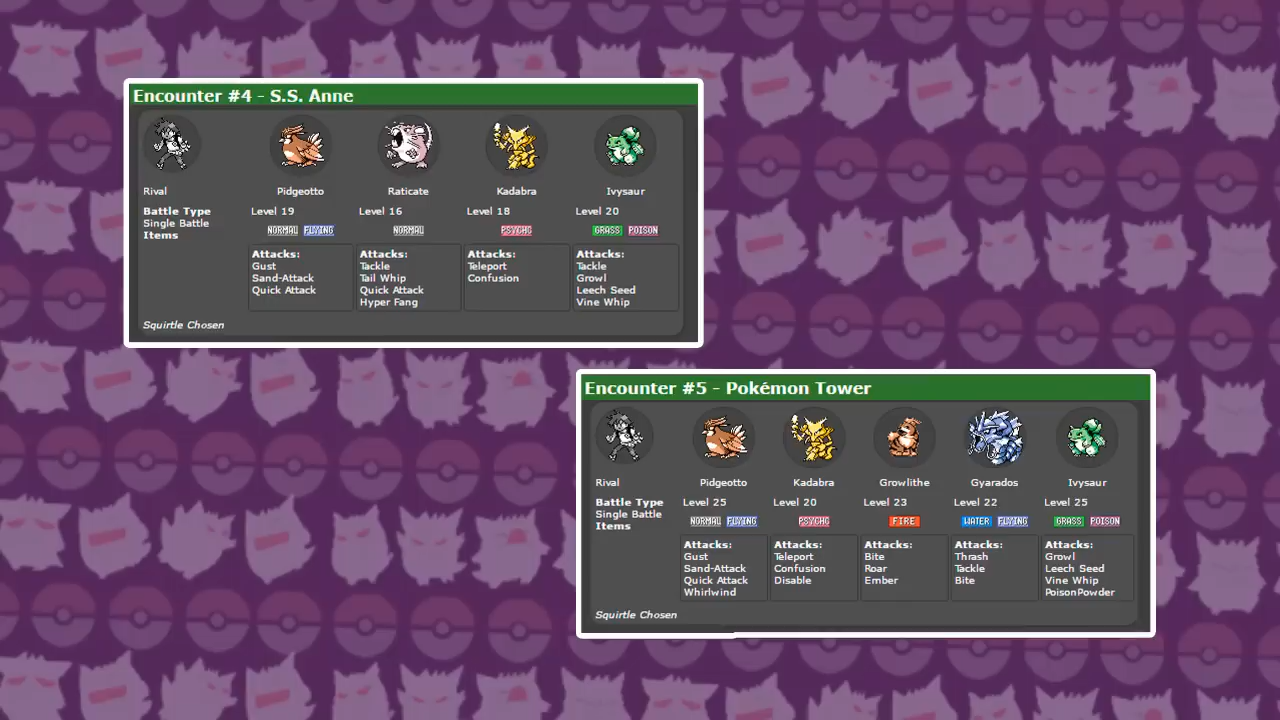 Encounter #4 - S.S. Anne
Rival Pidgeotto Raticate Kadabra Ivysaur
Battle Type Level 19 Level 16 Level 18 Level 20
Single Battle
Items NORMAL FLYING NORMAL PSYCHC GRASS POISON
Attacks: Attacks: Attacks: Attacks:
Gust Tackle Teleport Tackle
Sand-Attack Tail Whip Confusion Growl
Quick Attack Quick Attack Leech Seed
Hyper Fang Vine Whip
Squirtle Chosen
Encounter #5 - Pokémon Tower
Rival Pidgeotto Kadabra Growlithe Gyarados Ivysaur
Battle Type Level 25 Level 20 Level 23 Level 22 Level 25
Single Battle
Items NORMAL FLYING PSYCHC FIRE WATER FLYING GRASS POISON
Attacks: Attacks: Attacks: Attacks: Attacks:
Gust Teleport Bite Thrash Growl
Sand-Attack Confusion Roar Tackle Leech Seed
Quick Attack Disable Ember Bite Vine Whip
Whirlwind PoisonPowder
Squirtle Chosen